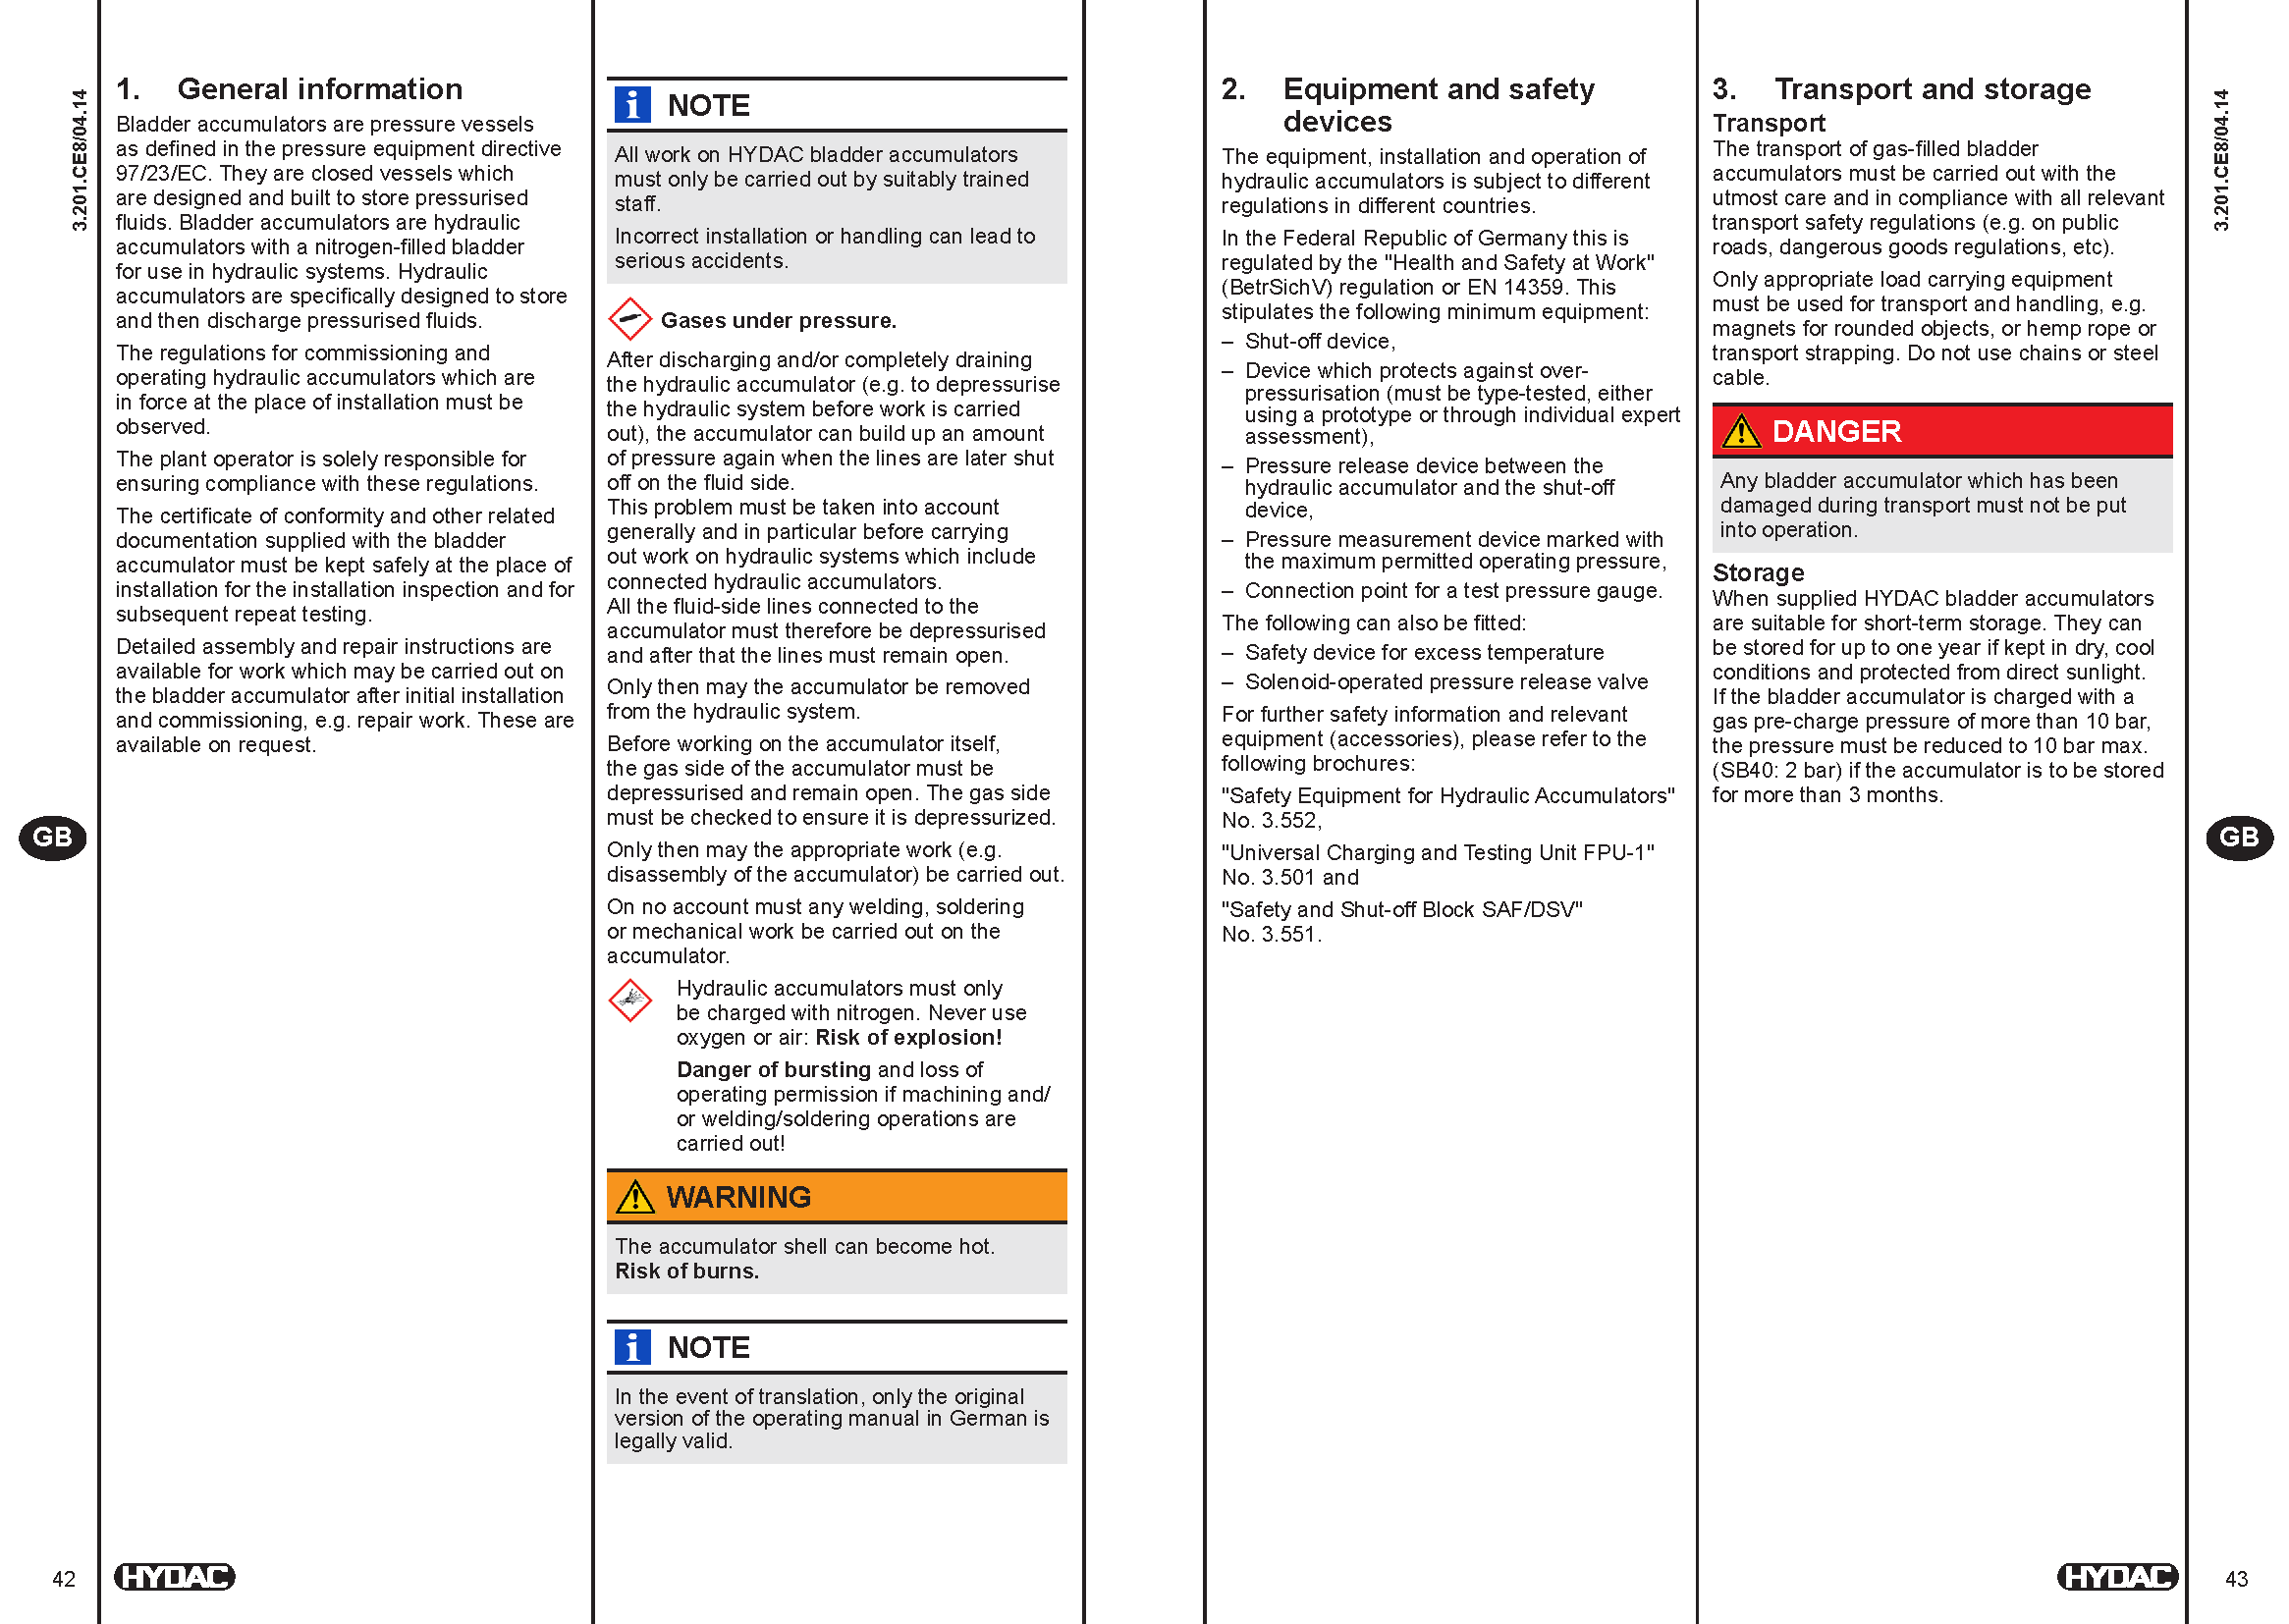 3.201.CE8/04.14
1. General information
Bladder accumulators are pressure vessels
as defined in the pressure equipment directive
97/23/EC. They are closed vessels which
are designed and built to store pressurised
fluids. Bladder accumulators are hydraulic
accumulators with a nitrogen-filled bladder
for use in hydraulic systems. Hydraulic
accumulators are specifically designed to store
and then discharge pressurised fluids.
The regulations for commissioning and
operating hydraulic accumulators which are
in force at the place of installation must be
observed.
The plant operator is solely responsible for
ensuring compliance with these regulations.
The certificate of conformity and other related
documentation supplied with the bladder
accumulator must be kept safely at the place of
installation for the installation inspection and for
subsequent repeat testing.
Detailed assembly and repair instructions are
available for work which may be carried out on
the bladder accumulator after initial installation
and commissioning, e.g. repair work. These are
available on request.
GB
42
HYDAC
i NOTE
All work on HYDAC bladder accumulators
must only be carried out by suitably trained
staff.
Incorrect installation or handling can lead to
serious accidents.
Gases under pressure.
After discharging and/or completely draining
the hydraulic accumulator (e.g. to depressurise
the hydraulic system before work is carried
out), the accumulator can build up an amount
of pressure again when the lines are later shut
off on the fluid side.
This problem must be taken into account
generally and in particular before carrying
out work on hydraulic systems which include
connected hydraulic accumulators.
All the fluid-side lines connected to the
accumulator must therefore be depressurised
and after that the lines must remain open.
Only then may the accumulator be removed
from the hydraulic system.
Before working on the accumulator itself,
the gas side of the accumulator must be
depressurised and remain open. The gas side
must be checked to ensure it is depressurized.
Only then may the appropriate work (e.g.
disassembly of the accumulator) be carried out.
On no account must any welding, soldering
or mechanical work be carried out on the
accumulator.
Hydraulic accumulators must only
be charged with nitrogen. Never use
oxygen or air: Risk of explosion!
Danger of bursting and loss of
operating permission if machining and/
or welding/soldering operations are
carried out!
! WARNING
The accumulator shell can become hot.
Risk of burns.
i NOTE
In the event of translation, only the original
version of the operating manual in German is
legally valid.
2. Equipment and safety
devices
The equipment, installation and operation of
hydraulic accumulators is subject to different
regulations in different countries.
In the Federal Republic of Germany this is
regulated by the "Health and Safety at Work"
(BetrSichV) regulation or EN 14359. This
stipulates the following minimum equipment:
– Shut-off device,
– Device which protects against over-
pressurisation (must be type-tested, either
using a prototype or through individual expert
assessment),
– Pressure release device between the
hydraulic accumulator and the shut-off
device,
– Pressure measurement device marked with
the maximum permitted operating pressure,
– Connection point for a test pressure gauge.
The following can also be fitted:
– Safety device for excess temperature
– Solenoid-operated pressure release valve
For further safety information and relevant
equipment (accessories), please refer to the
following brochures:
"Safety Equipment for Hydraulic Accumulators"
No. 3.552,
"Universal Charging and Testing Unit FPU-1"
No. 3.501 and
"Safety and Shut-off Block SAF/DSV"
No. 3.551.
3. Transport and storage
Transport
The transport of gas-filled bladder
accumulators must be carried out with the
utmost care and in compliance with all relevant
transport safety regulations (e.g. on public
roads, dangerous goods regulations, etc).
Only appropriate load carrying equipment
must be used for transport and handling, e.g.
magnets for rounded objects, or hemp rope or
transport strapping. Do not use chains or steel
cable.
! DANGER
Any bladder accumulator which has been
damaged during transport must not be put
into operation.
Storage
When supplied HYDAC bladder accumulators
are suitable for short-term storage. They can
be stored for up to one year if kept in dry, cool
conditions and protected from direct sunlight.
If the bladder accumulator is charged with a
gas pre-charge pressure of more than 10 bar,
the pressure must be reduced to 10 bar max.
(SB40: 2 bar) if the accumulator is to be stored
for more than 3 months.
3.201.CE8/04.14
GB
HYDAC
43